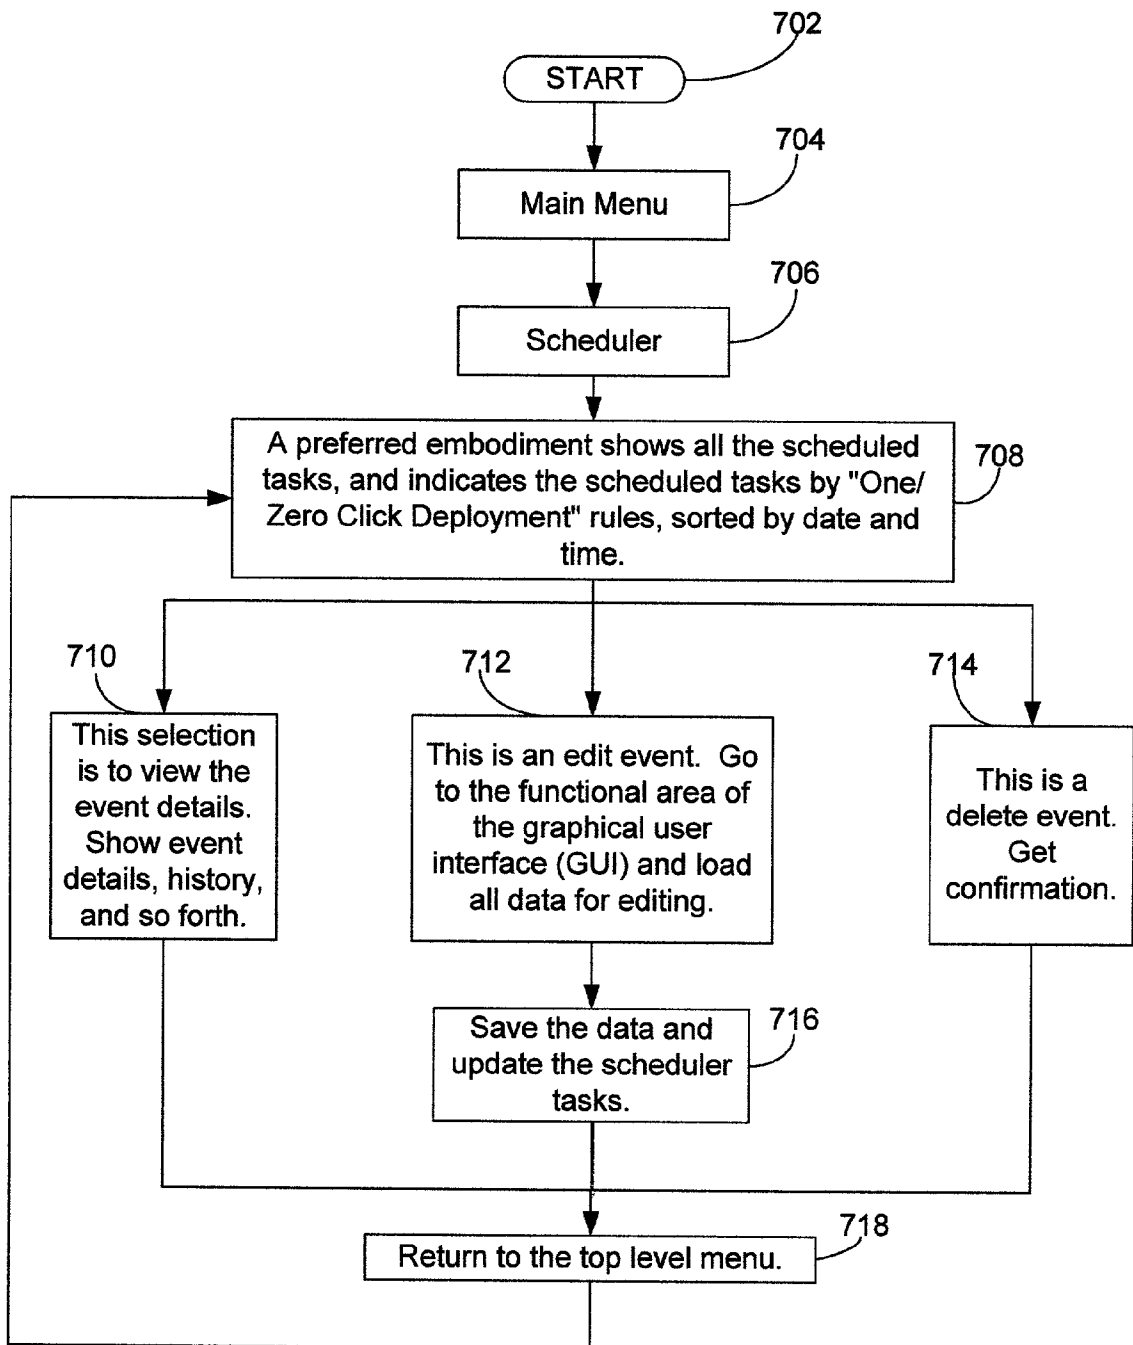 702
START
704
Main Menu
706
Scheduler
A preferred embodiment shows all the scheduled
tasks, and indicates the scheduled tasks by "One/
Zero Click Deployment" rules, sorted by date and
time.
708
710
This selection
is to view the
event details.
Show event
details, history,
and so forth.
712
This is an edit event.  Go
to the functional area of
the graphical user
interface (GUI) and load
all data for editing.
714
This is a
delete event.
Get
confirmation.
716
Save the data and
update the scheduler
tasks.
718
Return to the top level menu.